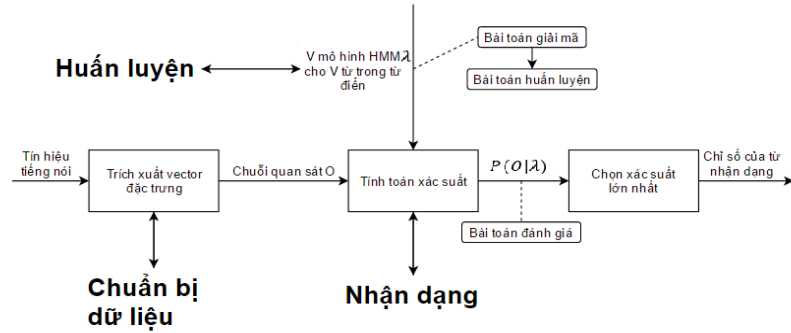 Huấn luyện
V mô hình HMM λ
cho V từ trong từ
điển
Bài toán giải mã
Bài toán huấn luyện
Tín hiệu
tiếng nói
Trích xuất vector
đặc trưng
Chuỗi quan sát O
Tính toán xác suất
P(O|λ)
Chọn xác suất
lớn nhất
Chỉ số của từ
nhận dạng
Bài toán đánh giá
Chuẩn bị
dữ liệu
Nhận dạng